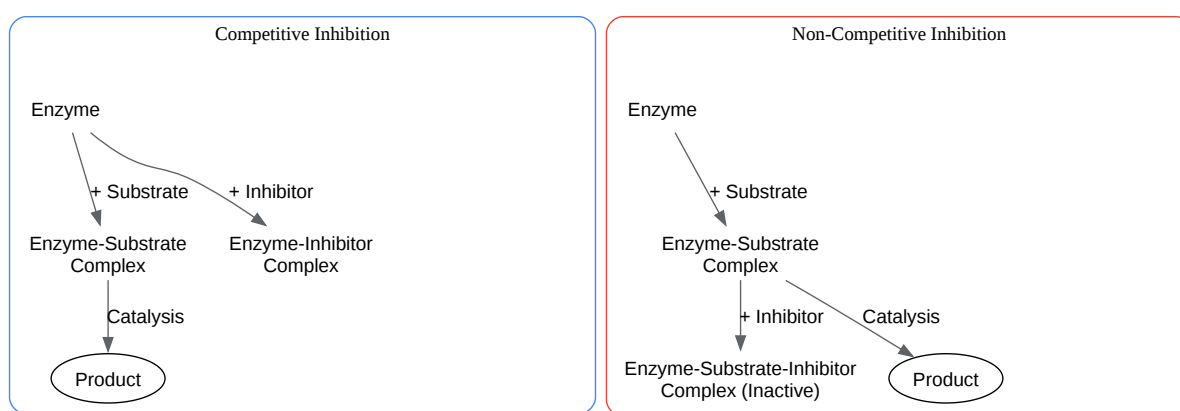 Competitive Inhibition
Enzyme
+ Substrate
+ Inhibitor
Enzyme-Substrate
Complex
Enzyme-Inhibitor
Complex
Catalysis
Product
Non-Competitive Inhibition
Enzyme
+ Substrate
Enzyme-Substrate
Complex
+ Inhibitor
Catalysis
Enzyme-Substrate-Inhibitor
Complex (Inactive)
Product